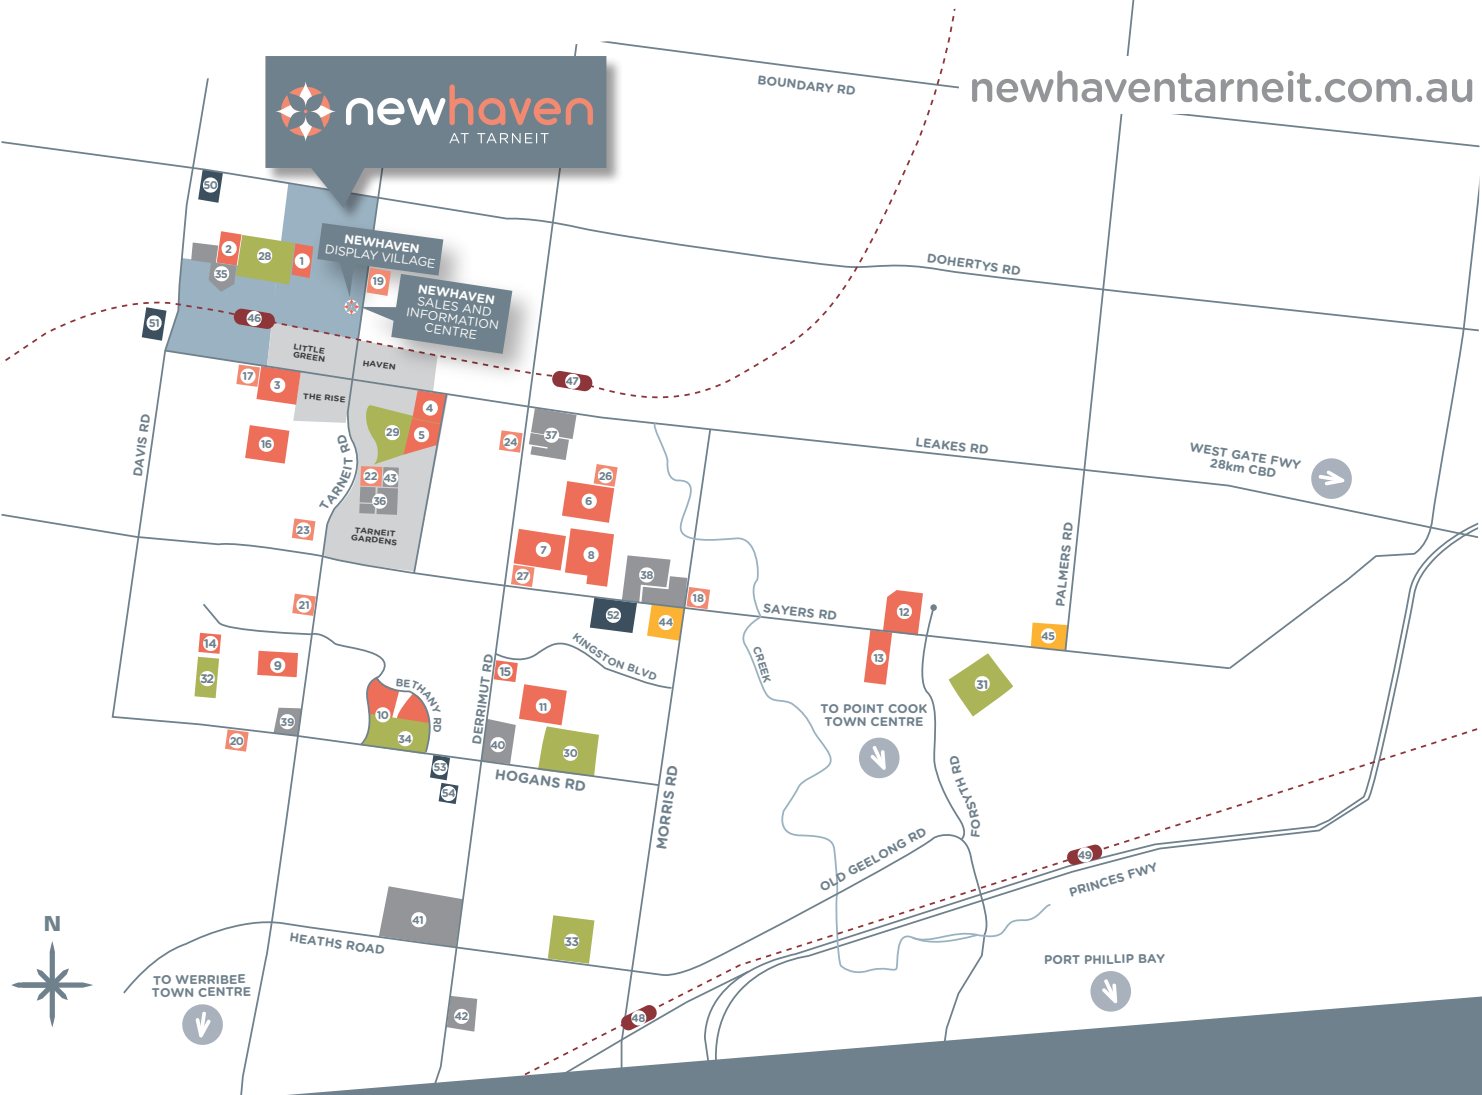 BOUNDARY RD
newhaventarneit.com.au
newhaven
AT TARNEIT
50
NEWHAVEN
DISPLAY VILLAGE
2
28
1
35
19
NEWHAVEN
SALES AND
INFORMATION
CENTRE
DOHERTYS RD
51
46
47
LITTLE
GREEN
HAVEN
17
3
THE RISE
4
29
5
16
DAVIS RD
TARNEIT RD
22
43
36
TARNEIT
GARDENS
23
24
37
26
6
7
8
27
38
18
LEAKES RD
WEST GATE FWY
28km CBD
PALMERS RD
52
44
SAYERS RD
12
13
45
31
21
14
9
32
39
20
10
34
BETHANY RD
DERRIMUT RD
15
KINGSTON BLVD
11
40
30
53
54
HOGANS RD
MORRIS RD
CREEK
TO POINT COOK
TOWN CENTRE
FORSYTH RD
OLD GEELONG RD
49
PRINCES FWY
41
33
HEATHS ROAD
42
48
N
TO WERRIBEE
TOWN CENTRE
PORT PHILLIP BAY